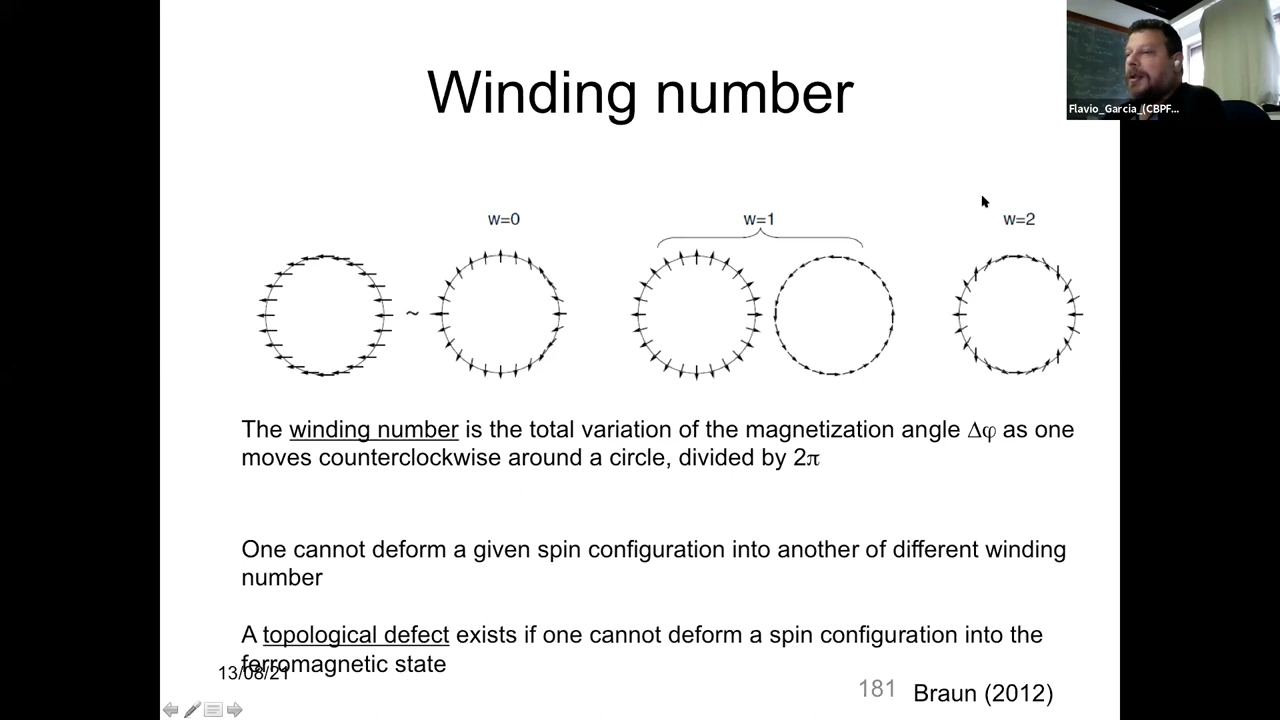 Winding number
Flavio_Garcia_(CBPF...
w=0
w=1
w=2
~
The winding number is the total variation of the magnetization angle Δφ as one
moves counterclockwise around a circle, divided by 2π
One cannot deform a given spin configuration into another of different winding
number
A topological defect exists if one cannot deform a spin configuration into the
ferromagnetic state
13/08/21
181
Braun (2012)